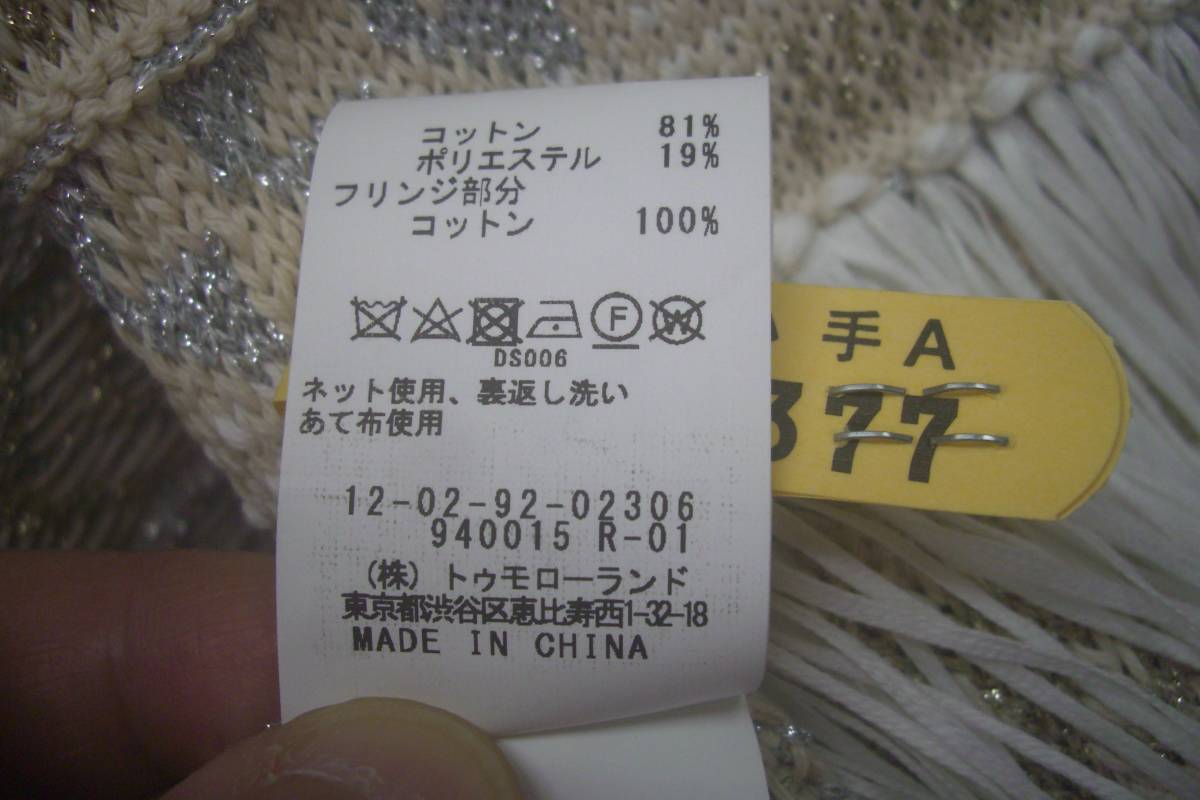 コットン 81%
ポリエステル 19%
フリンジ部分
コットン 100%
F W
DS006
ネット使用、裏返し洗い
あて布使用
12-02-92-02306
940015 R-01
(株) トゥモローランド
東京都渋谷区恵比寿西1-32-18
MADE IN CHINA
手A
377